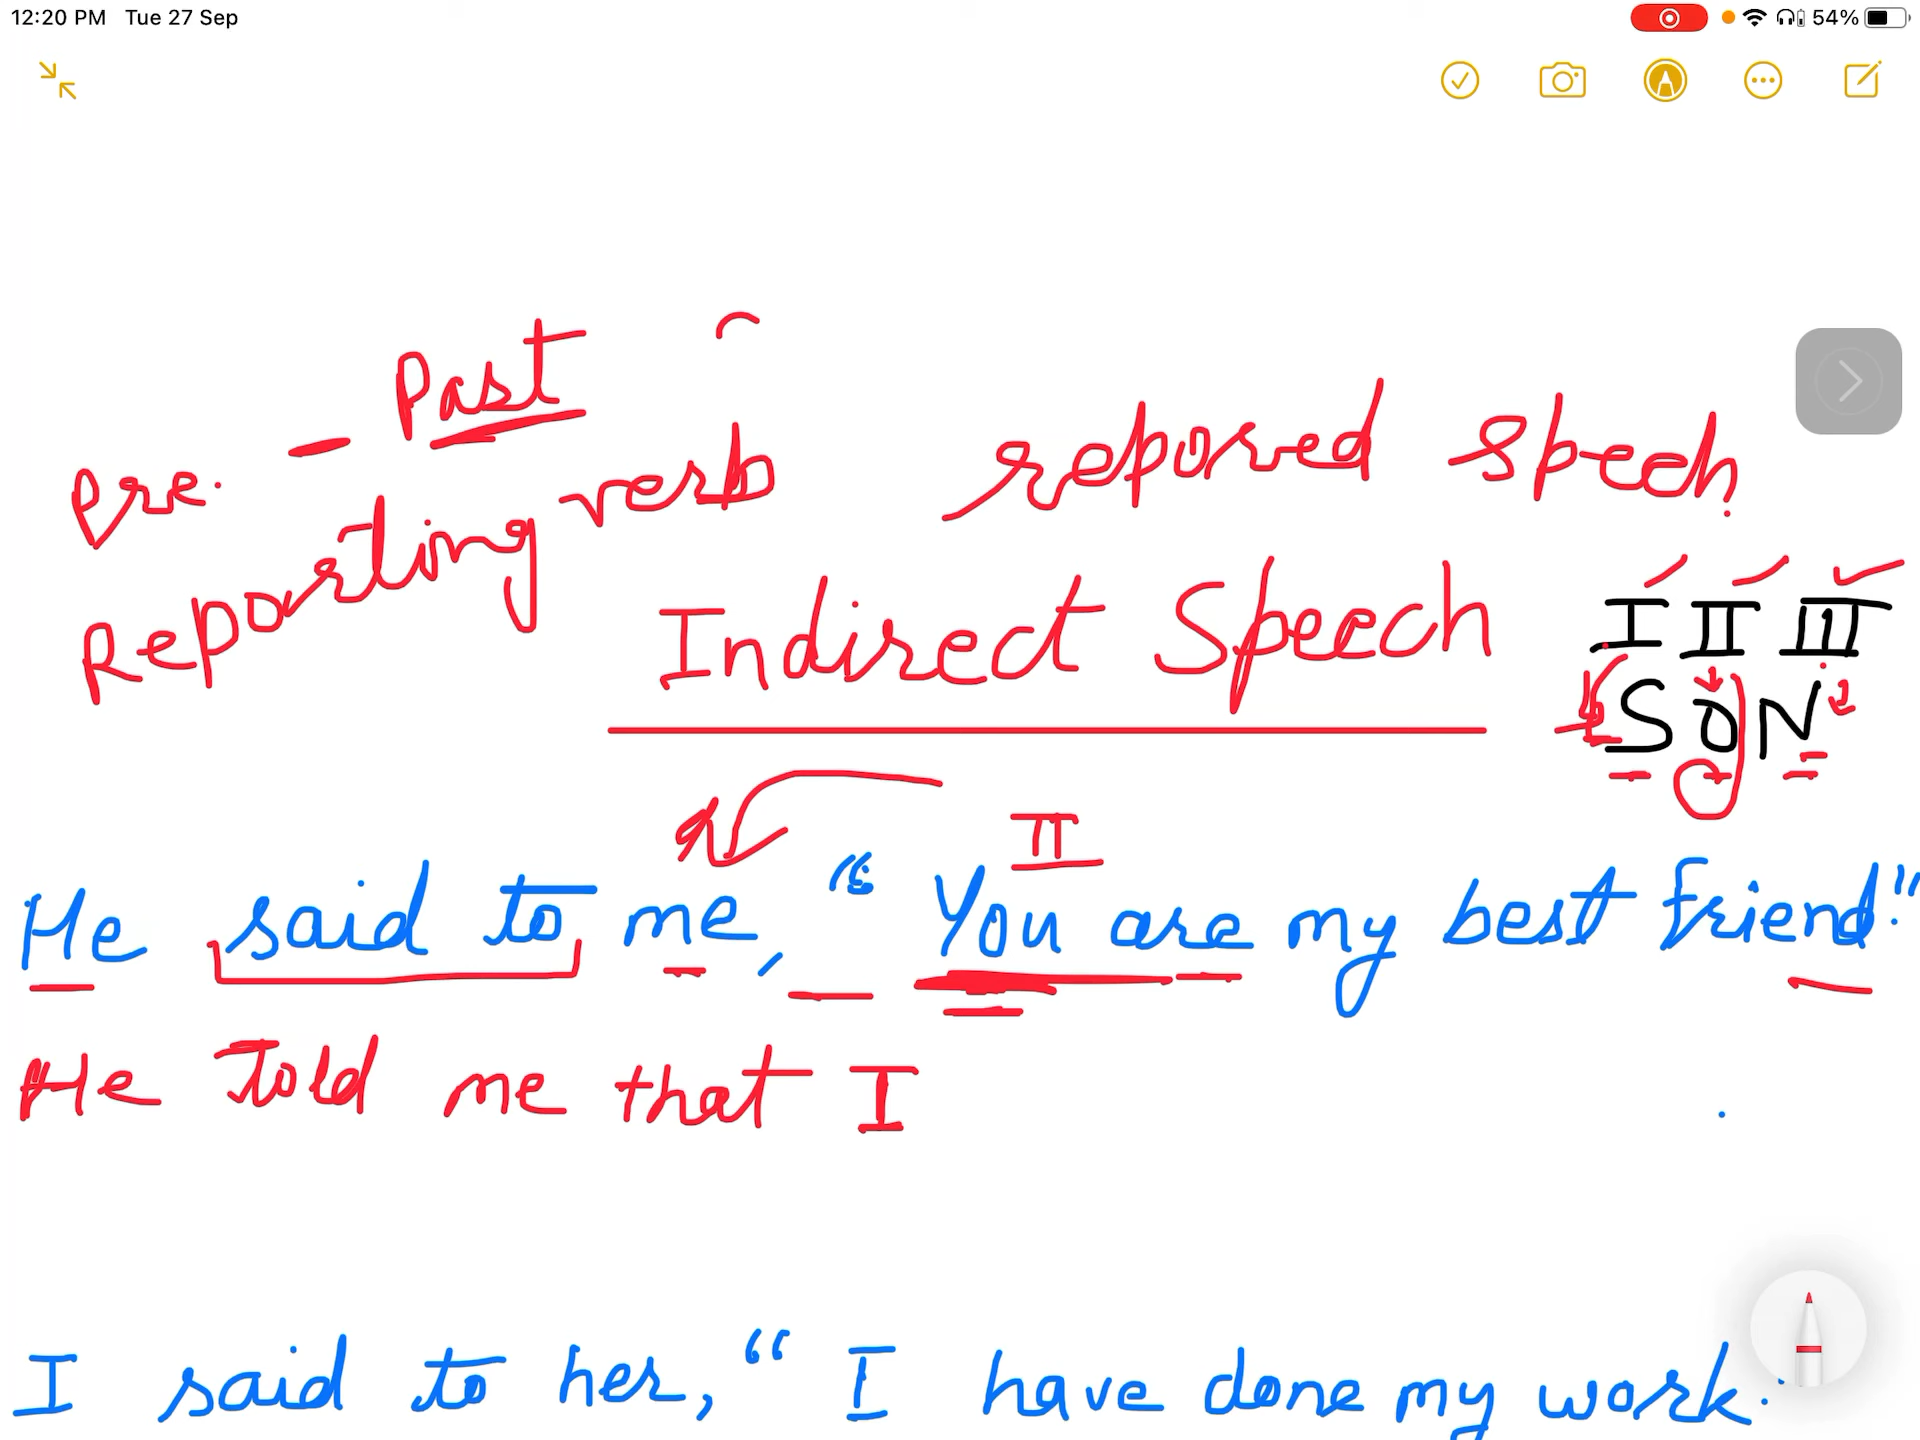 12:20 PM Tue 27 Sep 54%
Past
Pre.
Reporting verb reporved speech.
Indirect Speech I II III
S O N
II
He said to me, “ You are my best friend."
He told me that I
I said to her, “ I have done my work.